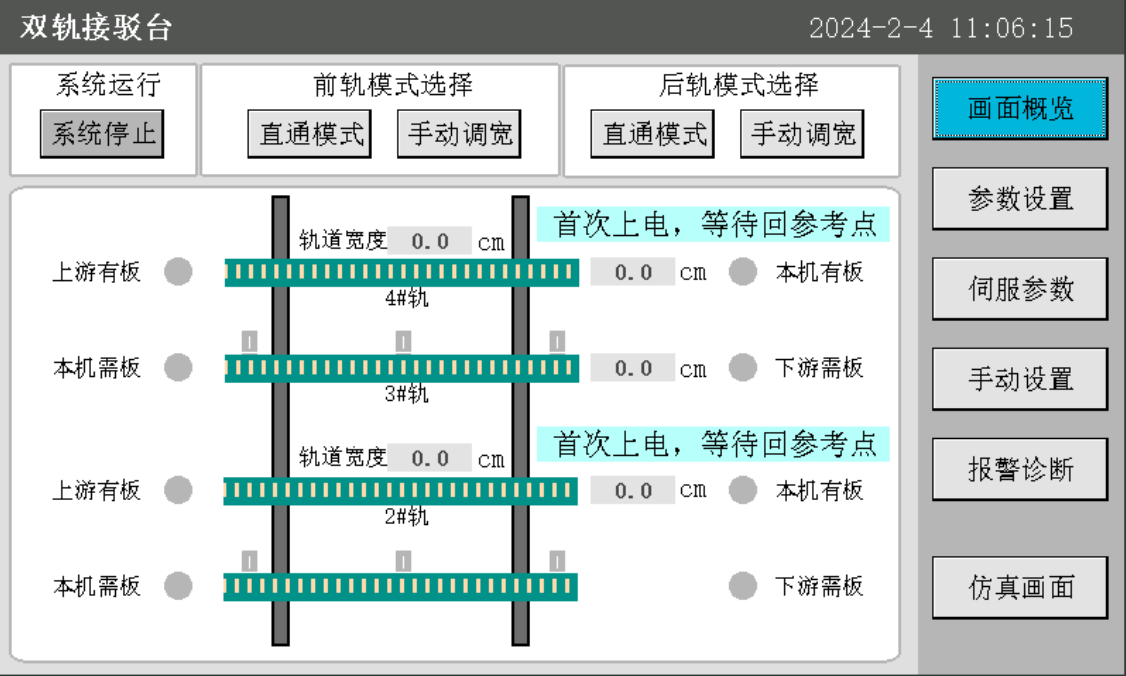 双轨接驳台 2024-2-4 11:06:15
系统运行 前轨模式选择 后轨模式选择
系统停止 直通模式 手动调宽 直通模式 手动调宽
画面概览
参数设置
伺服参数
手动设置
报警诊断
仿真画面
首次上电，等待回参考点
轨道宽度 0.0 cm
上游有板 0.0 cm 本机有板
4#轨
本机需板 0.0 cm 下游需板
3#轨
首次上电，等待回参考点
轨道宽度 0.0 cm
上游有板 0.0 cm 本机有板
2#轨
本机需板 下游需板